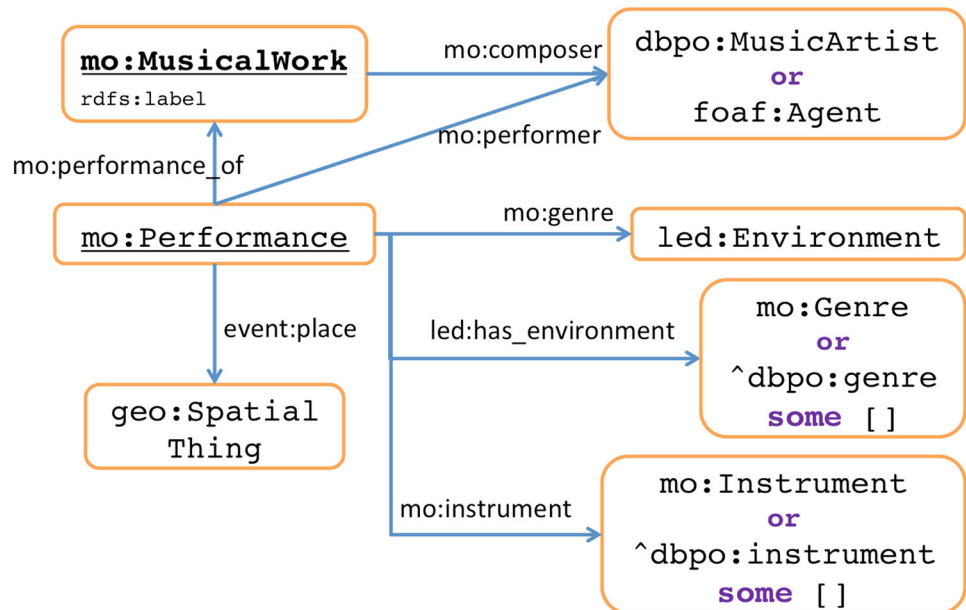 mo:MusicalWork
rdfs:label
mo:composer
dbpo:MusicArtist
or
foaf:Agent
mo:performer
mo:performance_of
mo:Performance
mo:genre
led:Environment
event:place
led:has_environment
mo:Genre
or
^dbpo:genre
some []
geo:Spatial
Thing
mo:instrument
mo:Instrument
or
^dbpo:instrument
some []